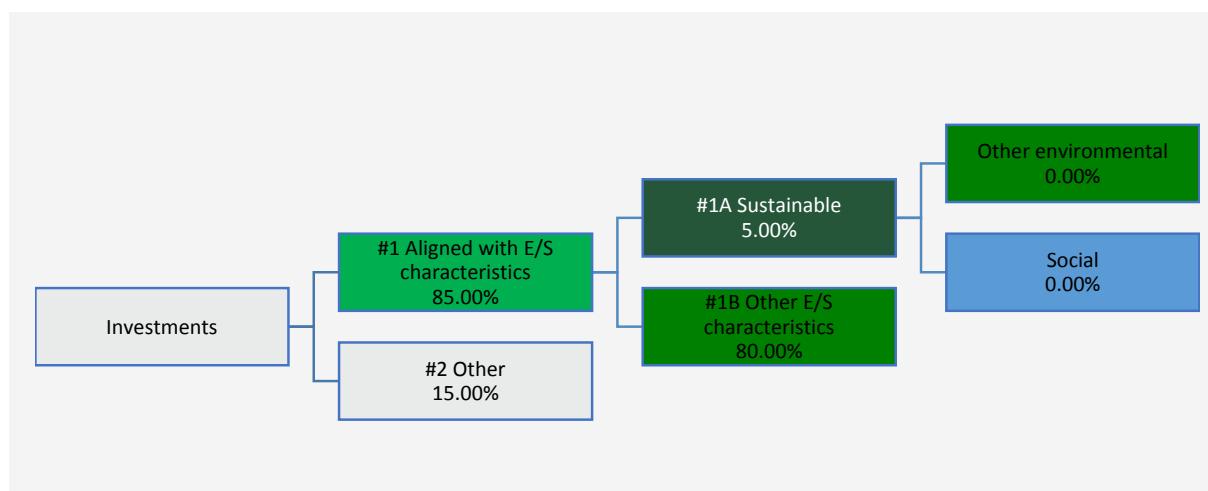 Investments
#1 Aligned with E/S
characteristics
85.00%
#2 Other
15.00%
#1A Sustainable
5.00%
#1B Other E/S
characteristics
80.00%
Other environmental
0.00%
Social
0.00%